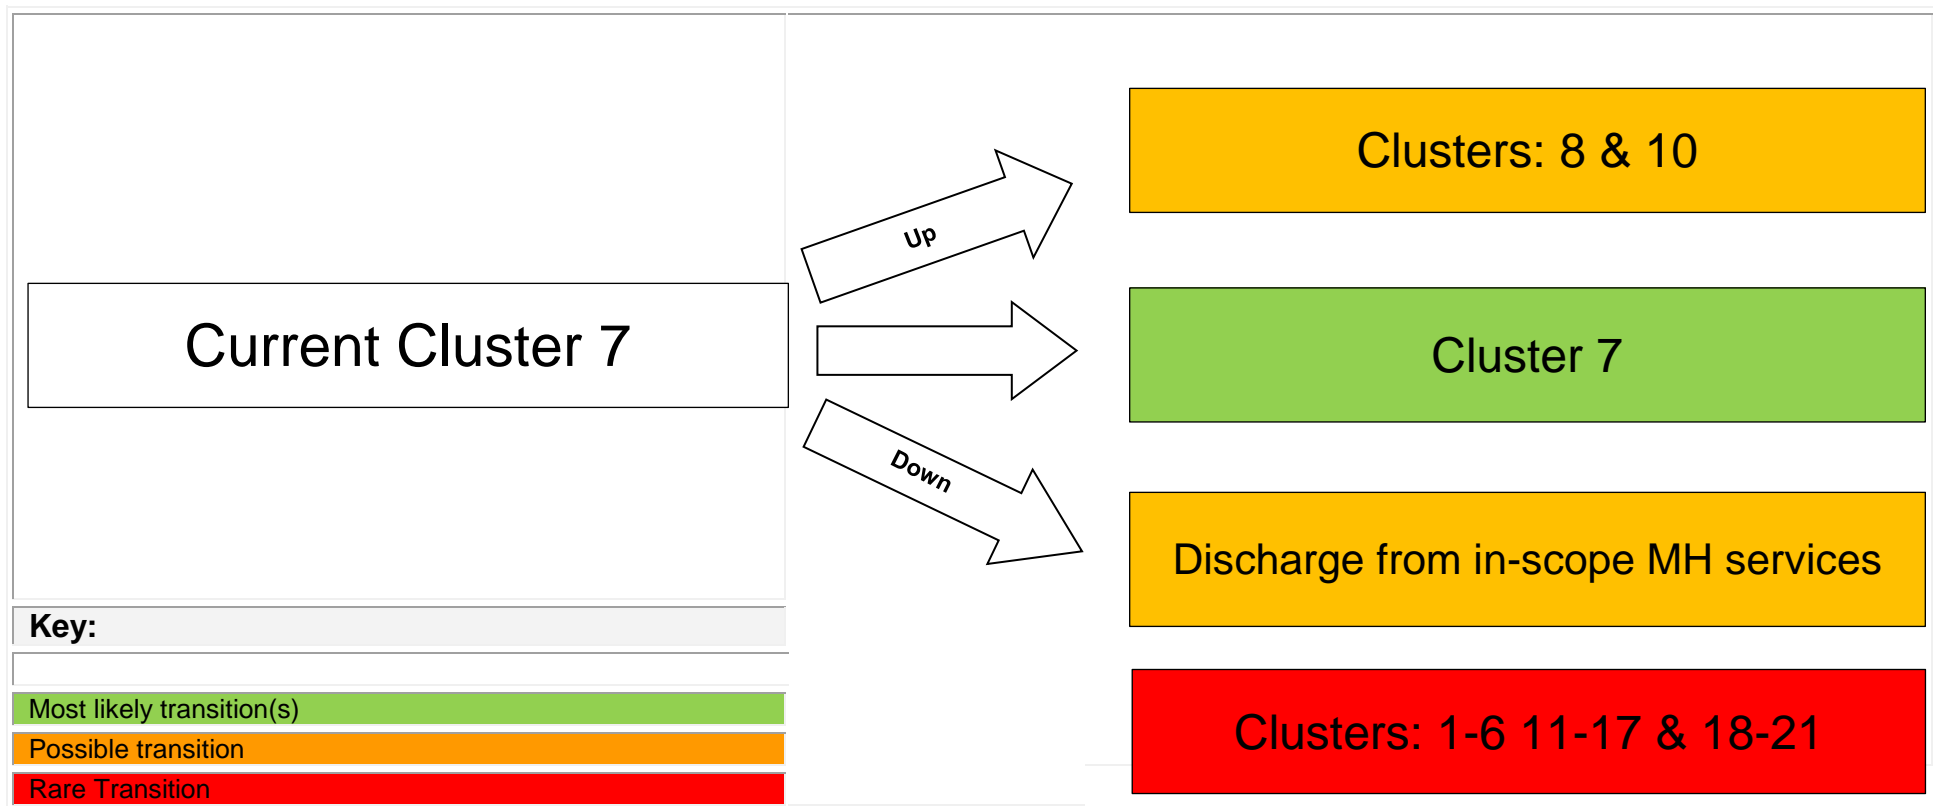 Clusters: 8 & 10
Up
Current Cluster 7
Cluster 7
Down
Discharge from in-scope MH services
Key:
Most likely transition(s)
Possible transition
Rare Transition
Clusters: 1-6 11-17 & 18-21